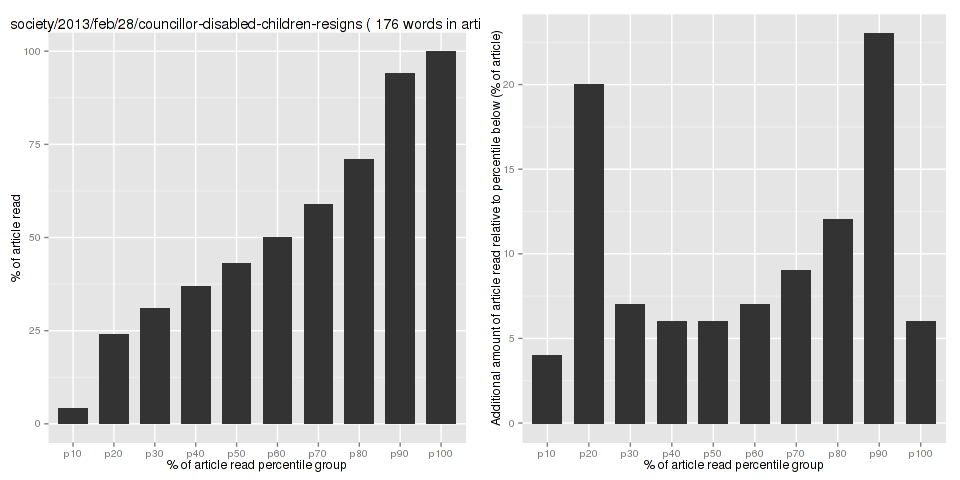 society/2013/feb/28/councillor-disabled-children-resigns ( 176 words in arti
% of article read
100
75
50
25
0
p10 p20 p30 p40 p50 p60 p70 p80 p90 p100
% of article read percentile group
Additional amount of article read relative to percentile below (% of article)
20
15
10
5
0
p10 p20 p30 p40 p50 p60 p70 p80 p90 p100
% of article read percentile group